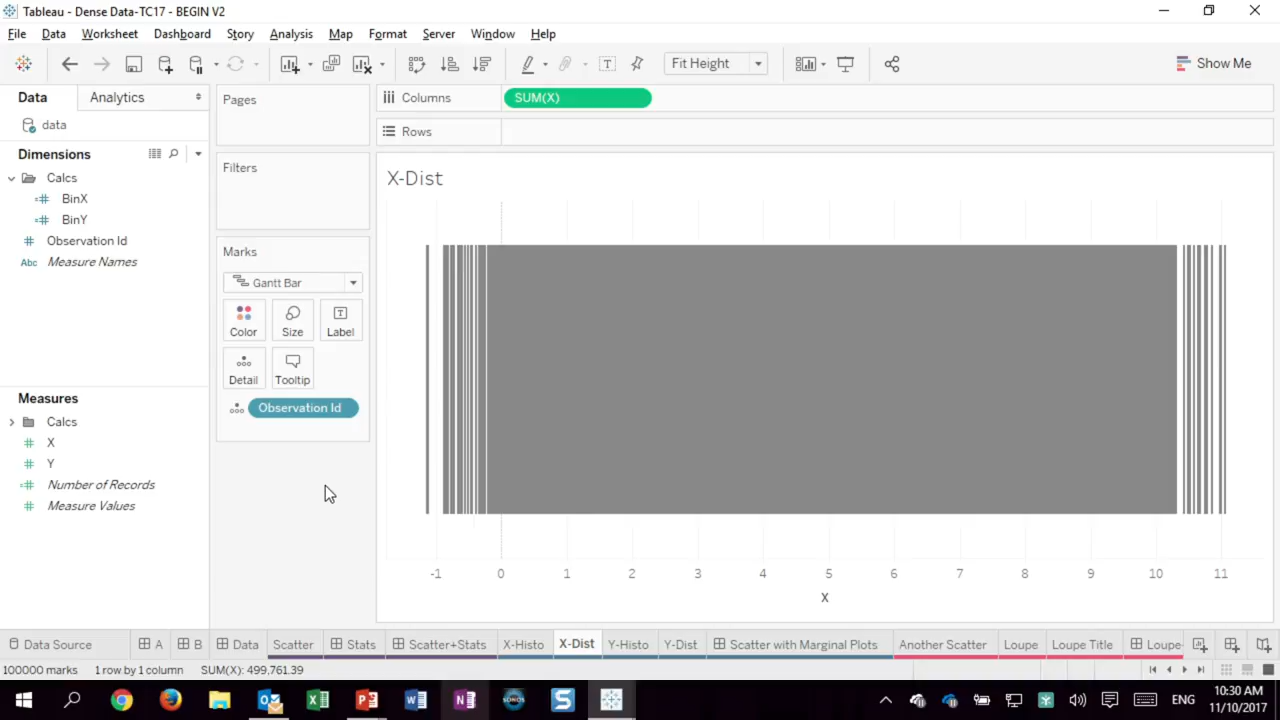 Tableau - Dense Data-TC17 - BEGIN V2
File Data Worksheet Dashboard Story Analysis Map Format Server Window Help
Fit Height
Show Me
Data Analytics
data
Dimensions
Calcs
BinX
BinY
Observation Id
Abc Measure Names
Measures
Calcs
X
Y
Number of Records
Measure Values
Pages
Filters
Marks
Gantt Bar
Color Size Label
Detail Tooltip
Observation Id
Columns SUM(X)
Rows
X-Dist
-1 0 1 2 3 4 5 6 7 8 9 10 11
X
Data Source A B Data Scatter Stats Scatter+Stats X-Histo X-Dist Y-Histo Y-Dist Scatter with Marginal Plots Another Scatter Loupe Loupe Title Loupe-
100000 marks 1 row by 1 column SUM(X): 499,761.39
SONOS
ENG
10:30 AM
11/10/2017